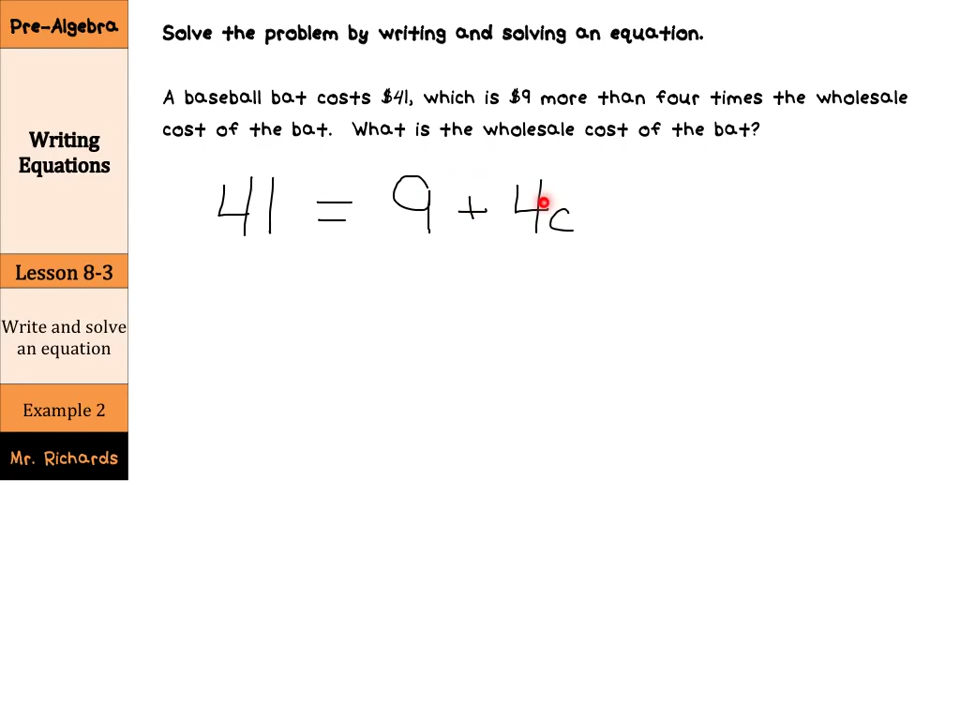 Pre-Algebra
Writing
Equations
Lesson 8-3
Write and solve
an equation
Example 2
Mr. Richards
Solve the problem by writing and solving an equation.
A baseball bat costs $41, which is $9 more than four times the wholesale
cost of the bat. What is the wholesale cost of the bat?
41 = 9 + 4c